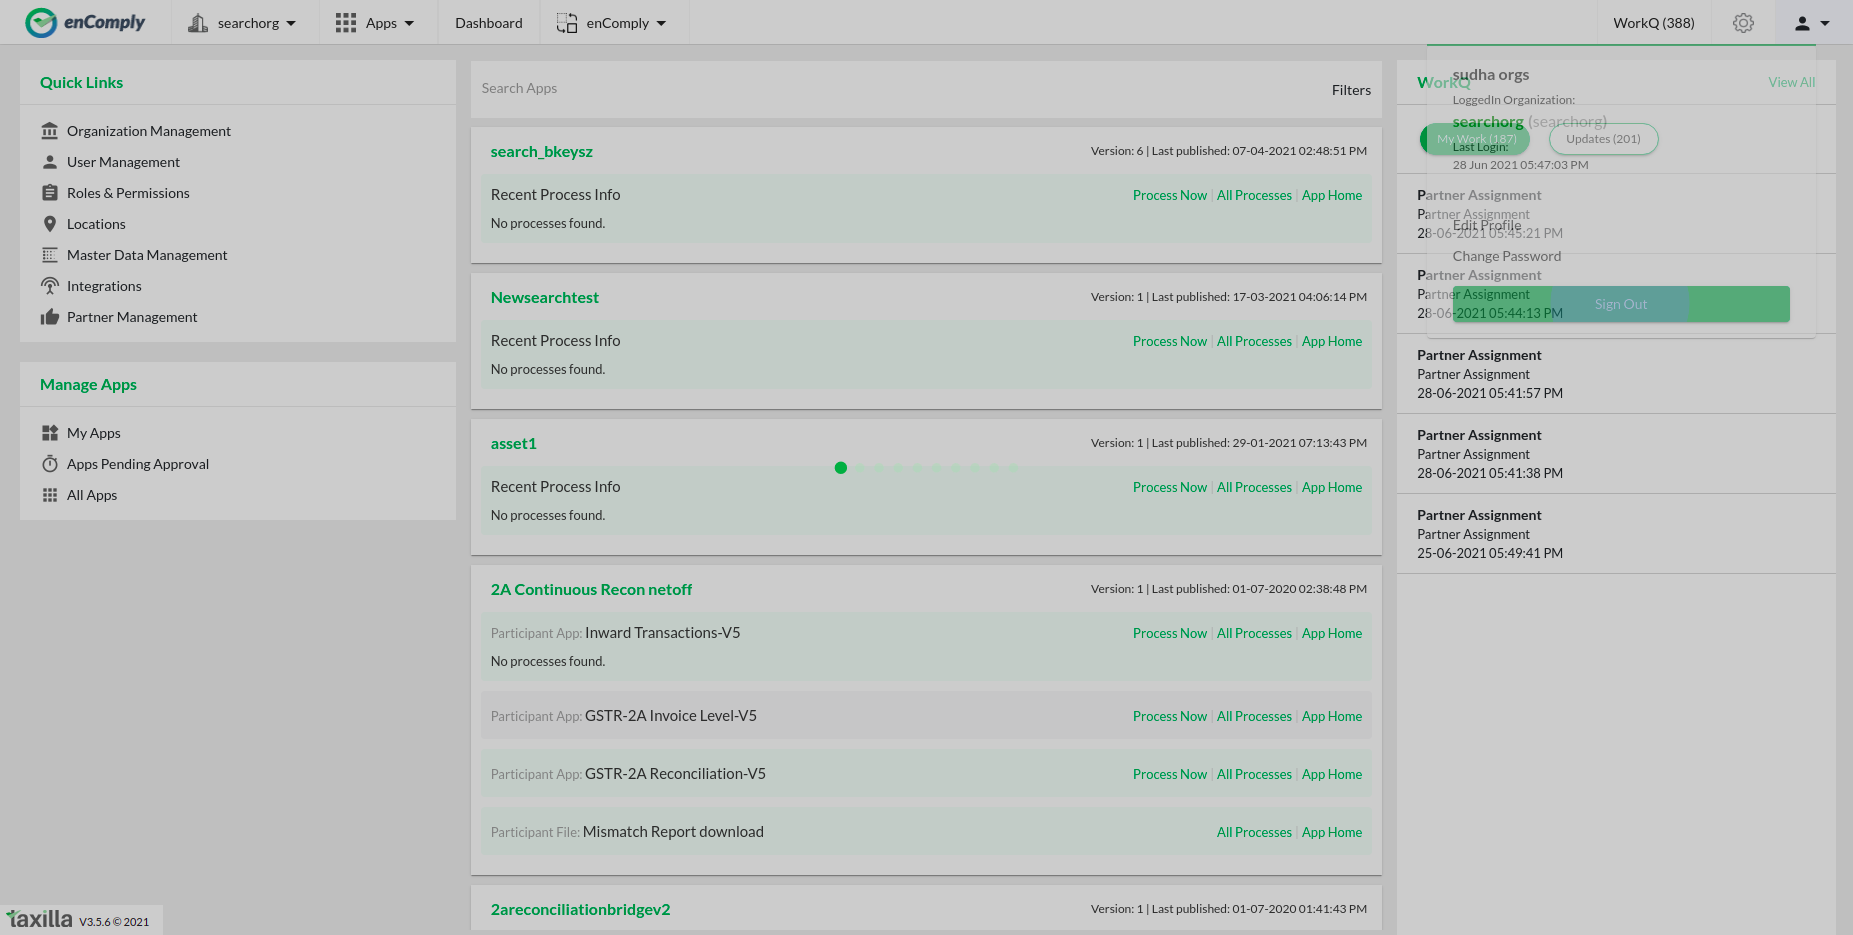 enComply
searchorg
Apps
Dashboard
enComply
WorkQ (388)
Quick Links
Organization Management
User Management
Roles & Permissions
Locations
Master Data Management
Integrations
Partner Management
Manage Apps
My Apps
Apps Pending Approval
All Apps
Search Apps
Filters
search_bkeysz
Version: 6 | Last published: 07-04-2021 02:48:51 PM
Recent Process Info
Process Now | All Processes | App Home
No processes found.
Newsearchtest
Version: 1 | Last published: 17-03-2021 04:06:14 PM
Recent Process Info
Process Now | All Processes | App Home
No processes found.
asset1
Version: 1 | Last published: 29-01-2021 07:13:43 PM
Recent Process Info
Process Now | All Processes | App Home
No processes found.
2A Continuous Recon netoff
Version: 1 | Last published: 01-07-2020 02:38:48 PM
Participant App: Inward Transactions-V5
Process Now | All Processes | App Home
No processes found.
Participant App: GSTR-2A Invoice Level-V5
Process Now | All Processes | App Home
Participant App: GSTR-2A Reconciliation-V5
Process Now | All Processes | App Home
Participant File: Mismatch Report download
All Processes | App Home
2areconciliationbridgev2
Version: 1 | Last published: 01-07-2020 01:41:43 PM
WorkQ
View All
My Work (187)
Updates (201)
Partner Assignment
Partner Assignment
28-06-2021 05:45:21 PM
Partner Assignment
Partner Assignment
28-06-2021 05:44:13 PM
Partner Assignment
Partner Assignment
28-06-2021 05:41:57 PM
Partner Assignment
Partner Assignment
28-06-2021 05:41:38 PM
Partner Assignment
Partner Assignment
25-06-2021 05:49:41 PM
sudha orgs
LoggedIn Organization:
searchorg (searchorg)
Last Login:
28 Jun 2021 05:47:03 PM
Edit Profile
Change Password
Sign Out
taxilla V3.5.6 © 2021